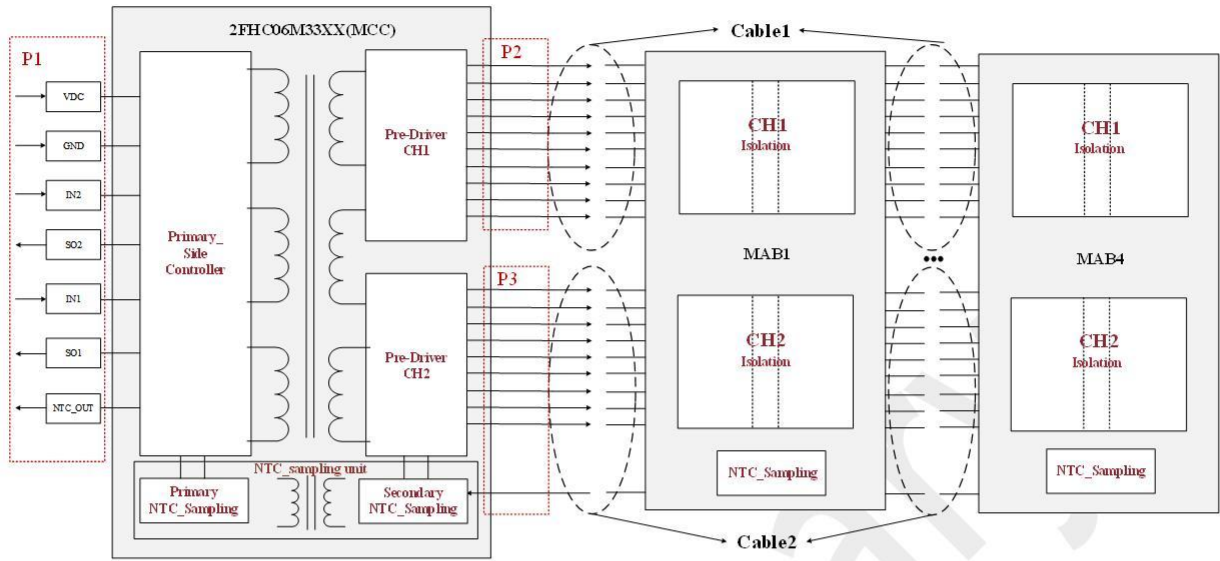 2FHC06M33XX(MCC)
Cable1
P1
P2
VDC
GND
IN2
SO2
IN1
SO1
NTC_OUT
Primary_
Side
Controller
Pre-Driver
CH1
P3
Pre-Driver
CH2
NTC_sampling unit
Primary
NTC_Sampling
Secondary
NTC_Sampling
CH1
Isolation
MAB1
CH2
Isolation
NTC_Sampling
•••
CH1
Isolation
MAB4
CH2
Isolation
NTC_Sampling
Cable2